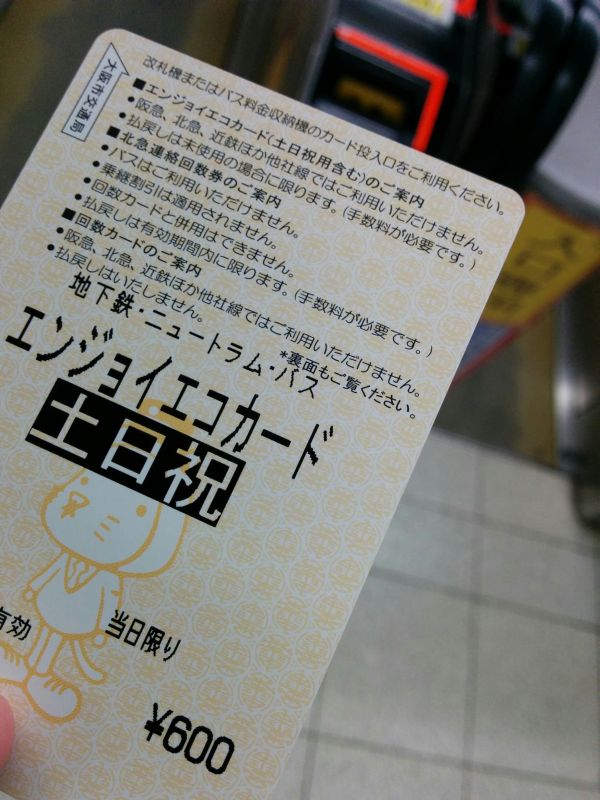 大阪市交通局
改札機またはバス料金収納機のカード投入口をご利用ください。
■エンジョイエコカード(土日祝用含む)のご案内
●阪急、北急、近鉄ほか他社線ではご利用いただけません。
●払戻しは未使用の場合に限ります。(手数料が必要です。)
■北急連絡回数券のご案内
●バスはご利用いただけません。
●乗継割引は適用されません。
●回数カードと併用はできません。
●払戻しは有効期間内に限ります。(手数料が必要です。)
■回数カードのご案内
●阪急、北急、近鉄ほか他社線ではご利用いただけません。
●払戻しはいたしません。
*裏面もご覧ください。
地下鉄・ニュートラム・バス
エンジョイエコカード
土日祝
有効 当日限り
¥600